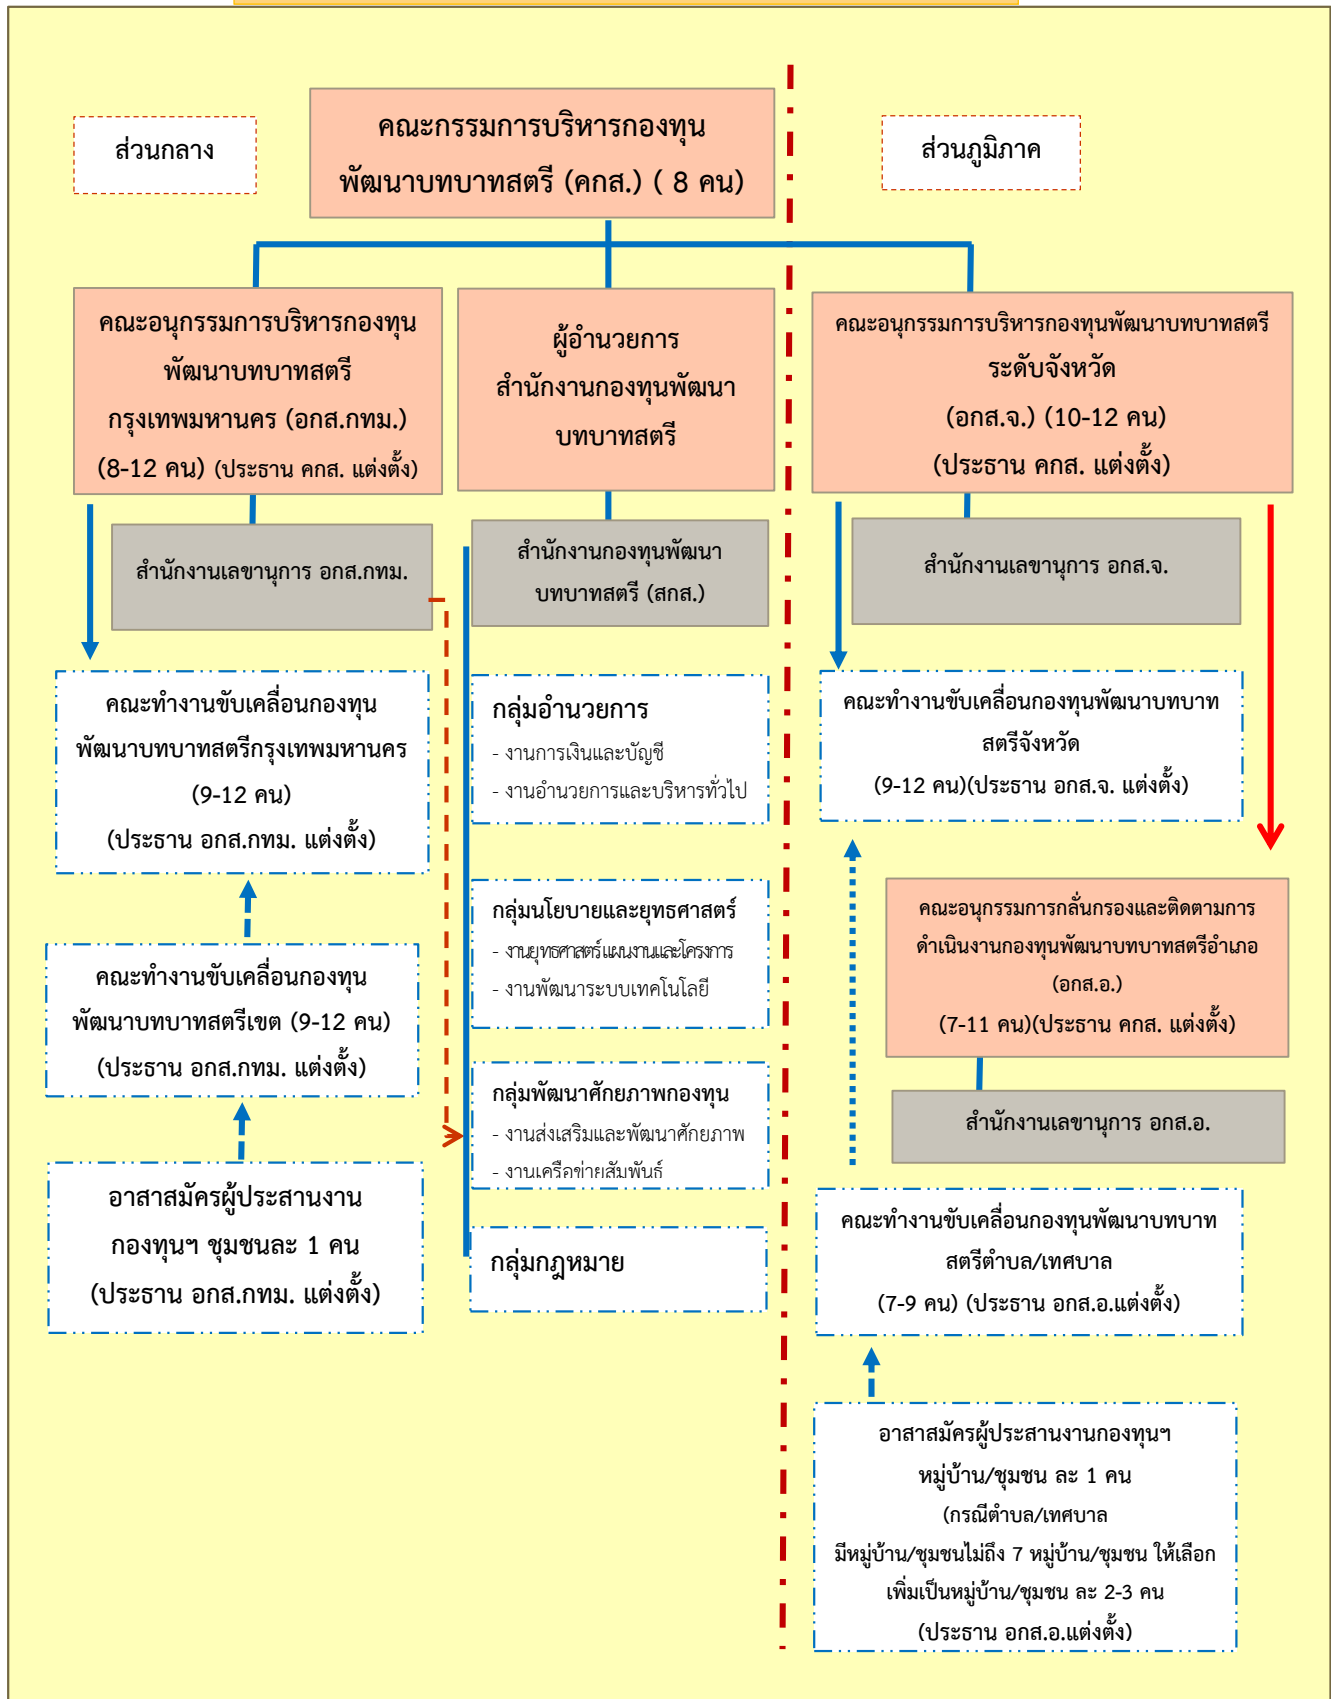 ส่วนกลาง
คณะกรรมการบริหารกองทุน
พัฒนาบทบาทสตรี (คกส.) ( 8 คน)
ส่วนภูมิภาค
คณะอนุกรรมการบริหารกองทุน
พัฒนาบทบาทสตรี
กรุงเทพมหานคร (อกส.กทม.)
(8-12 คน) (ประธาน คกส. แต่งตั้ง)
สำนักงานเลขานุการ อกส.กทม.
คณะทำงานขับเคลื่อนกองทุน
พัฒนาบทบาทสตรีกรุงเทพมหานคร
(9-12 คน)
(ประธาน อกส.กทม. แต่งตั้ง)
คณะทำงานขับเคลื่อนกองทุน
พัฒนาบทบาทสตรีเขต (9-12 คน)
(ประธาน อกส.กทม. แต่งตั้ง)
อาสาสมัครผู้ประสานงาน
กองทุนฯ ชุมชนละ 1 คน
(ประธาน อกส.กทม. แต่งตั้ง)
ผู้อำนวยการ
สำนักงานกองทุนพัฒนา
บทบาทสตรี
สำนักงานกองทุนพัฒนา
บทบาทสตรี (สกส.)
กลุ่มอำนวยการ
- งานการเงินและบัญชี
- งานอำนวยการและบริหารทั่วไป
กลุ่มนโยบายและยุทธศาสตร์
- งานยุทธศาสตร์แผนงานและโครงการ
- งานพัฒนาระบบเทคโนโลยี
กลุ่มพัฒนาศักยภาพกองทุน
- งานส่งเสริมและพัฒนาศักยภาพ
- งานเครือข่ายสัมพันธ์
กลุ่มกฎหมาย
คณะอนุกรรมการบริหารกองทุนพัฒนาบทบาทสตรี
ระดับจังหวัด
(อกส.จ.) (10-12 คน)
(ประธาน คกส. แต่งตั้ง)
สำนักงานเลขานุการ อกส.จ.
คณะทำงานขับเคลื่อนกองทุนพัฒนาบทบาท
สตรีจังหวัด
(9-12 คน)(ประธาน อกส.จ. แต่งตั้ง)
คณะอนุกรรมการกลั่นกรองและติดตามการ
ดำเนินงานกองทุนพัฒนาบทบาทสตรีอำเภอ
(อกส.อ.)
(7-11 คน)(ประธาน คกส. แต่งตั้ง)
สำนักงานเลขานุการ อกส.อ.
คณะทำงานขับเคลื่อนกองทุนพัฒนาบทบาท
สตรีตำบล/เทศบาล
(7-9 คน) (ประธาน อกส.อ.แต่งตั้ง)
อาสาสมัครผู้ประสานงานกองทุนฯ
หมู่บ้าน/ชุมชน ละ 1 คน
(กรณีตำบล/เทศบาล
มีหมู่บ้าน/ชุมชนไม่ถึง 7 หมู่บ้าน/ชุมชน ให้เลือก
เพิ่มเป็นหมู่บ้าน/ชุมชน ละ 2-3 คน
(ประธาน อกส.อ.แต่งตั้ง)